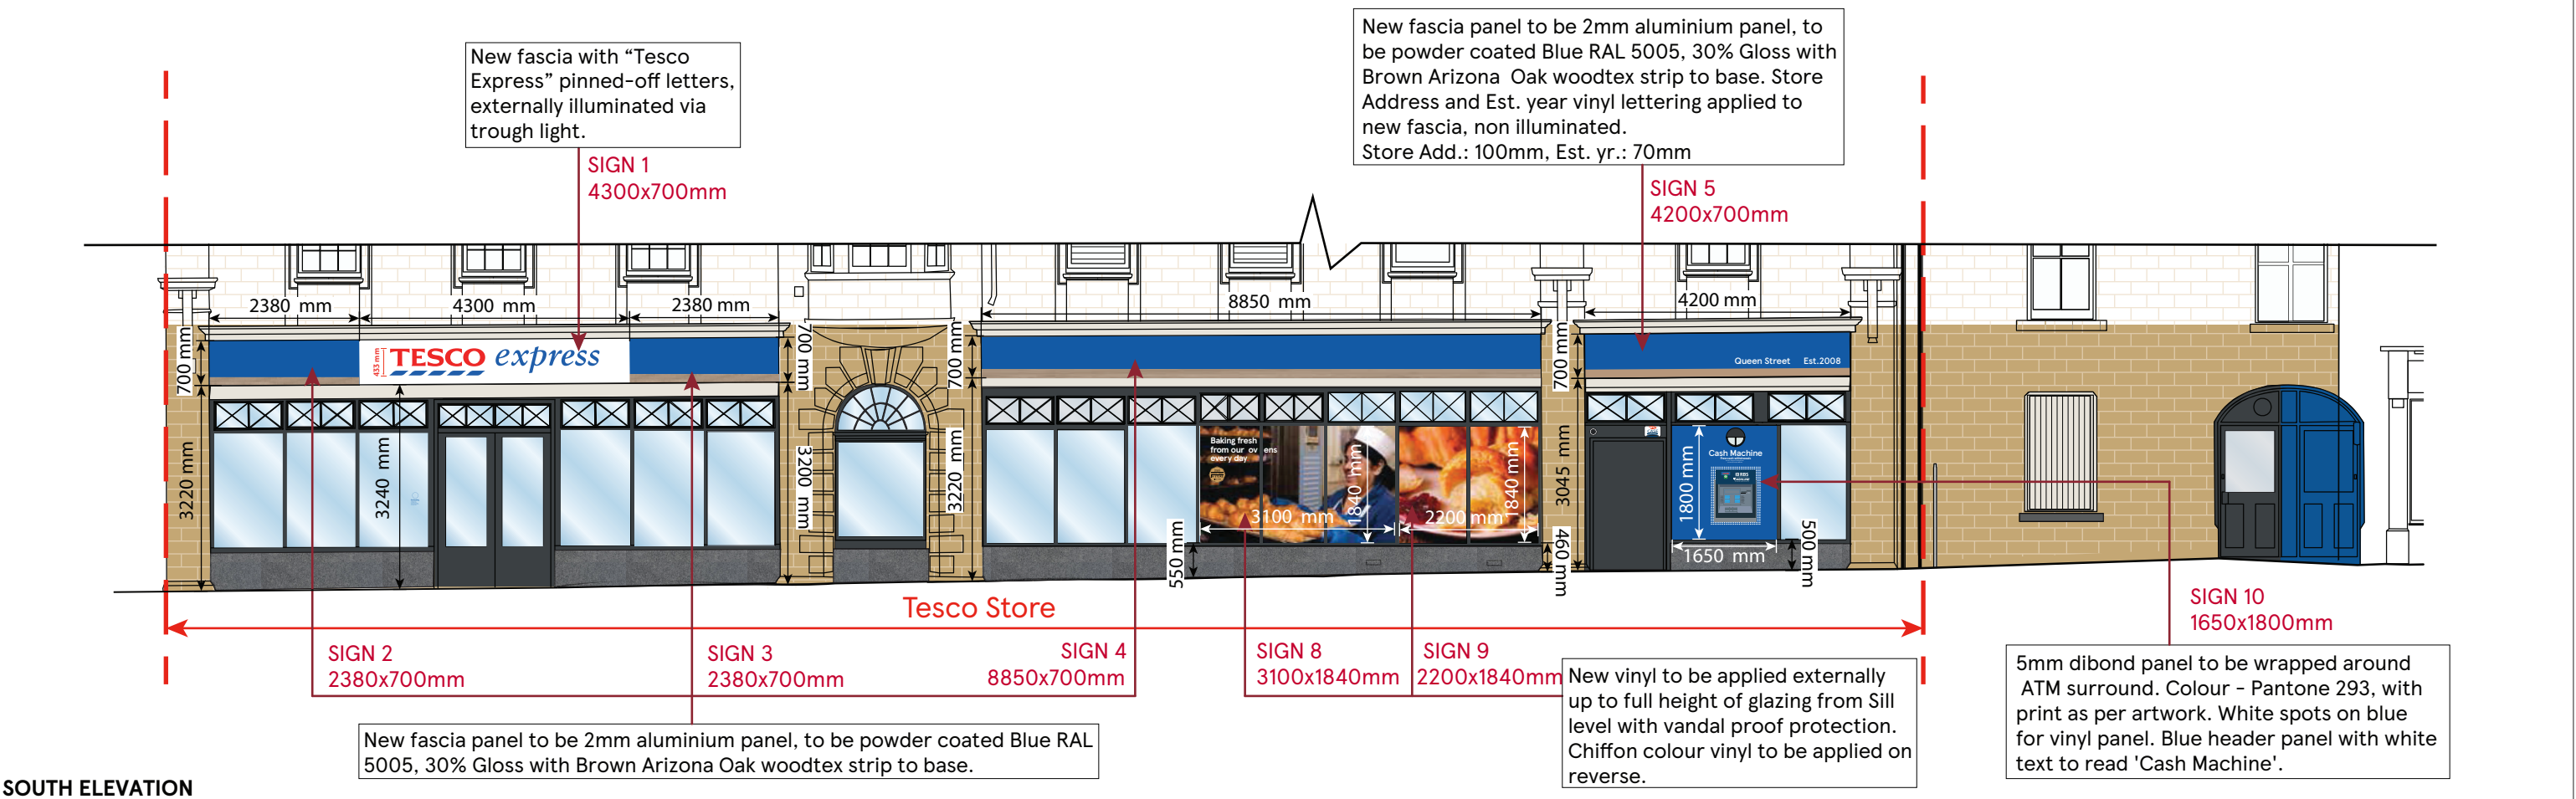 New fascia with “Tesco
Express” pinned-off letters,
externally illuminated via
trough light.
SIGN 1
4300x700mm
New fascia panel to be 2mm aluminium panel, to
be powder coated Blue RAL 5005, 30% Gloss with
Brown Arizona Oak woodtex strip to base. Store
Address and Est. year vinyl lettering applied to
new fascia, non illuminated.
Store Add.: 100mm, Est. yr.: 70mm
SIGN 5
4200x700mm
2380 mm
4300 mm
2380 mm
8850 mm
4200 mm
700 mm
433 mm
TESCO express
700 mm
700 mm
700 mm
Queen Street Est.2008
3220 mm
3240 mm
3200 mm
3220 mm
Baking fresh
from our ov ens
every day
3100 mm
1840 mm
2200 mm
1840 mm
3045 mm
Cash Machine
1800 mm
1650 mm
550 mm
460 mm
500 mm
Tesco Store
SIGN 2
2380x700mm
SIGN 3
2380x700mm
SIGN 4
8850x700mm
SIGN 8
3100x1840mm
SIGN 9
2200x1840mm
SIGN 10
1650x1800mm
New fascia panel to be 2mm aluminium panel, to be powder coated Blue RAL
5005, 30% Gloss with Brown Arizona Oak woodtex strip to base.
New vinyl to be applied externally
up to full height of glazing from Sill
level with vandal proof protection.
Chiffon colour vinyl to be applied on
reverse.
5mm dibond panel to be wrapped around
ATM surround. Colour - Pantone 293, with
print as per artwork. White spots on blue
for vinyl panel. Blue header panel with white
text to read 'Cash Machine'.
SOUTH ELEVATION